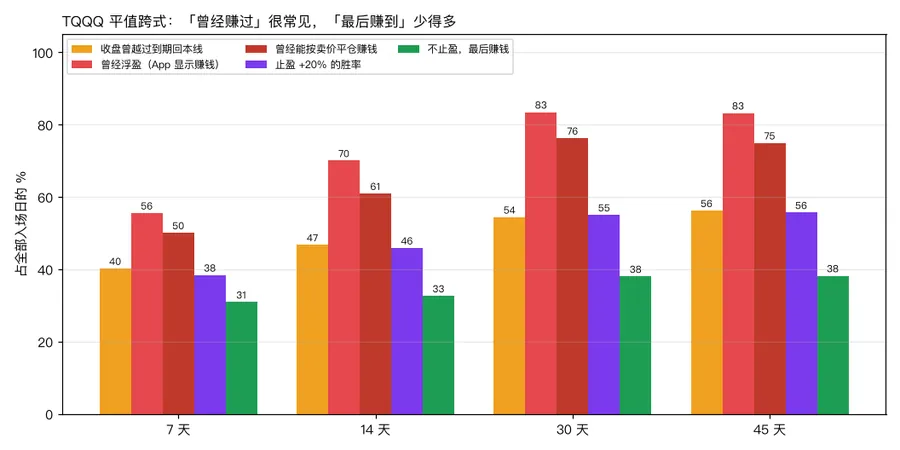 TQQQ 平值跨式：「曾经赚过」很常见，「最后赚到」少得多
收盘曾越过到期回本线
曾经浮盈（App 显示赚钱）
曾经能按卖价平仓赚钱
止盈 +20% 的胜率
不止盈，最后赚钱
占全部入场日的 %
100
80
60
40
20
0
40
56
50
38
31
47
70
61
46
33
54
83
76
55
38
56
83
75
56
38
7 天
14 天
30 天
45 天